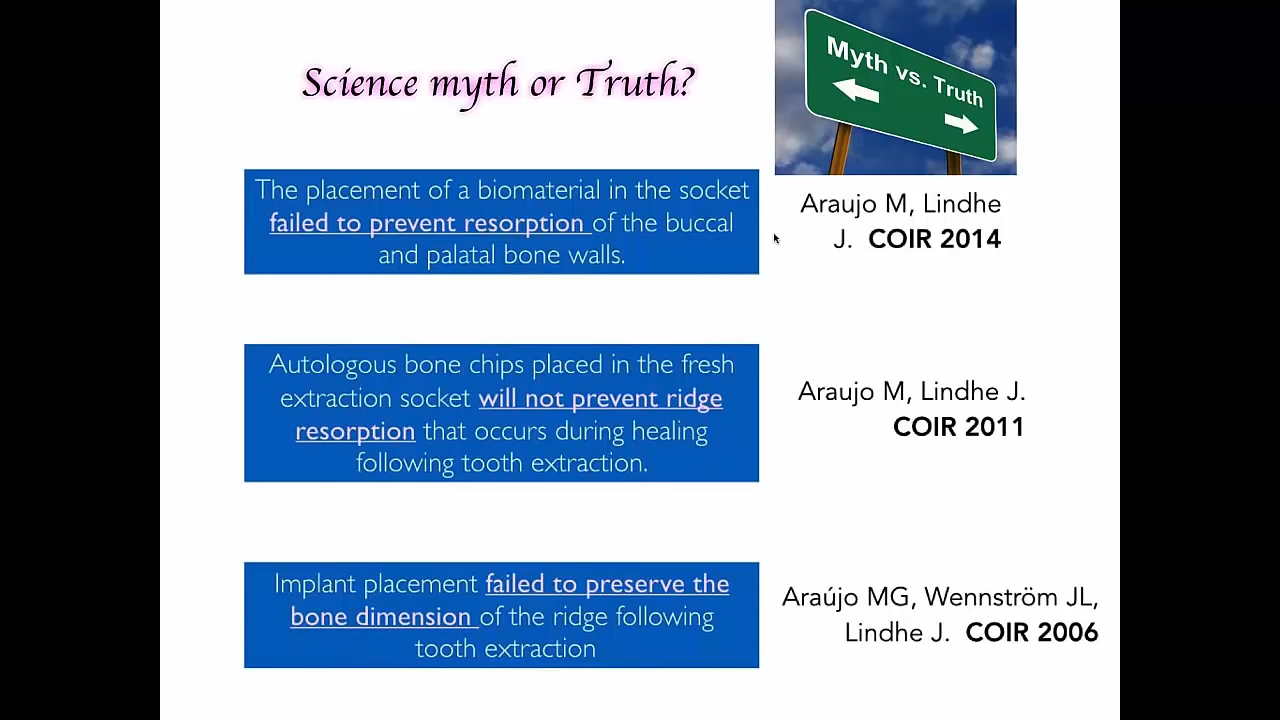 Science myth or Truth?
Myth vs. Truth
The placement of a biomaterial in the socket
failed to prevent resorption of the buccal
and palatal bone walls.
Araujo M, Lindhe
J. COIR 2014
Autologous bone chips placed in the fresh
extraction socket will not prevent ridge
resorption that occurs during healing
following tooth extraction.
Araujo M, Lindhe J.
COIR 2011
Implant placement failed to preserve the
bone dimension of the ridge following
tooth extraction
Araújo MG, Wennström JL,
Lindhe J. COIR 2006